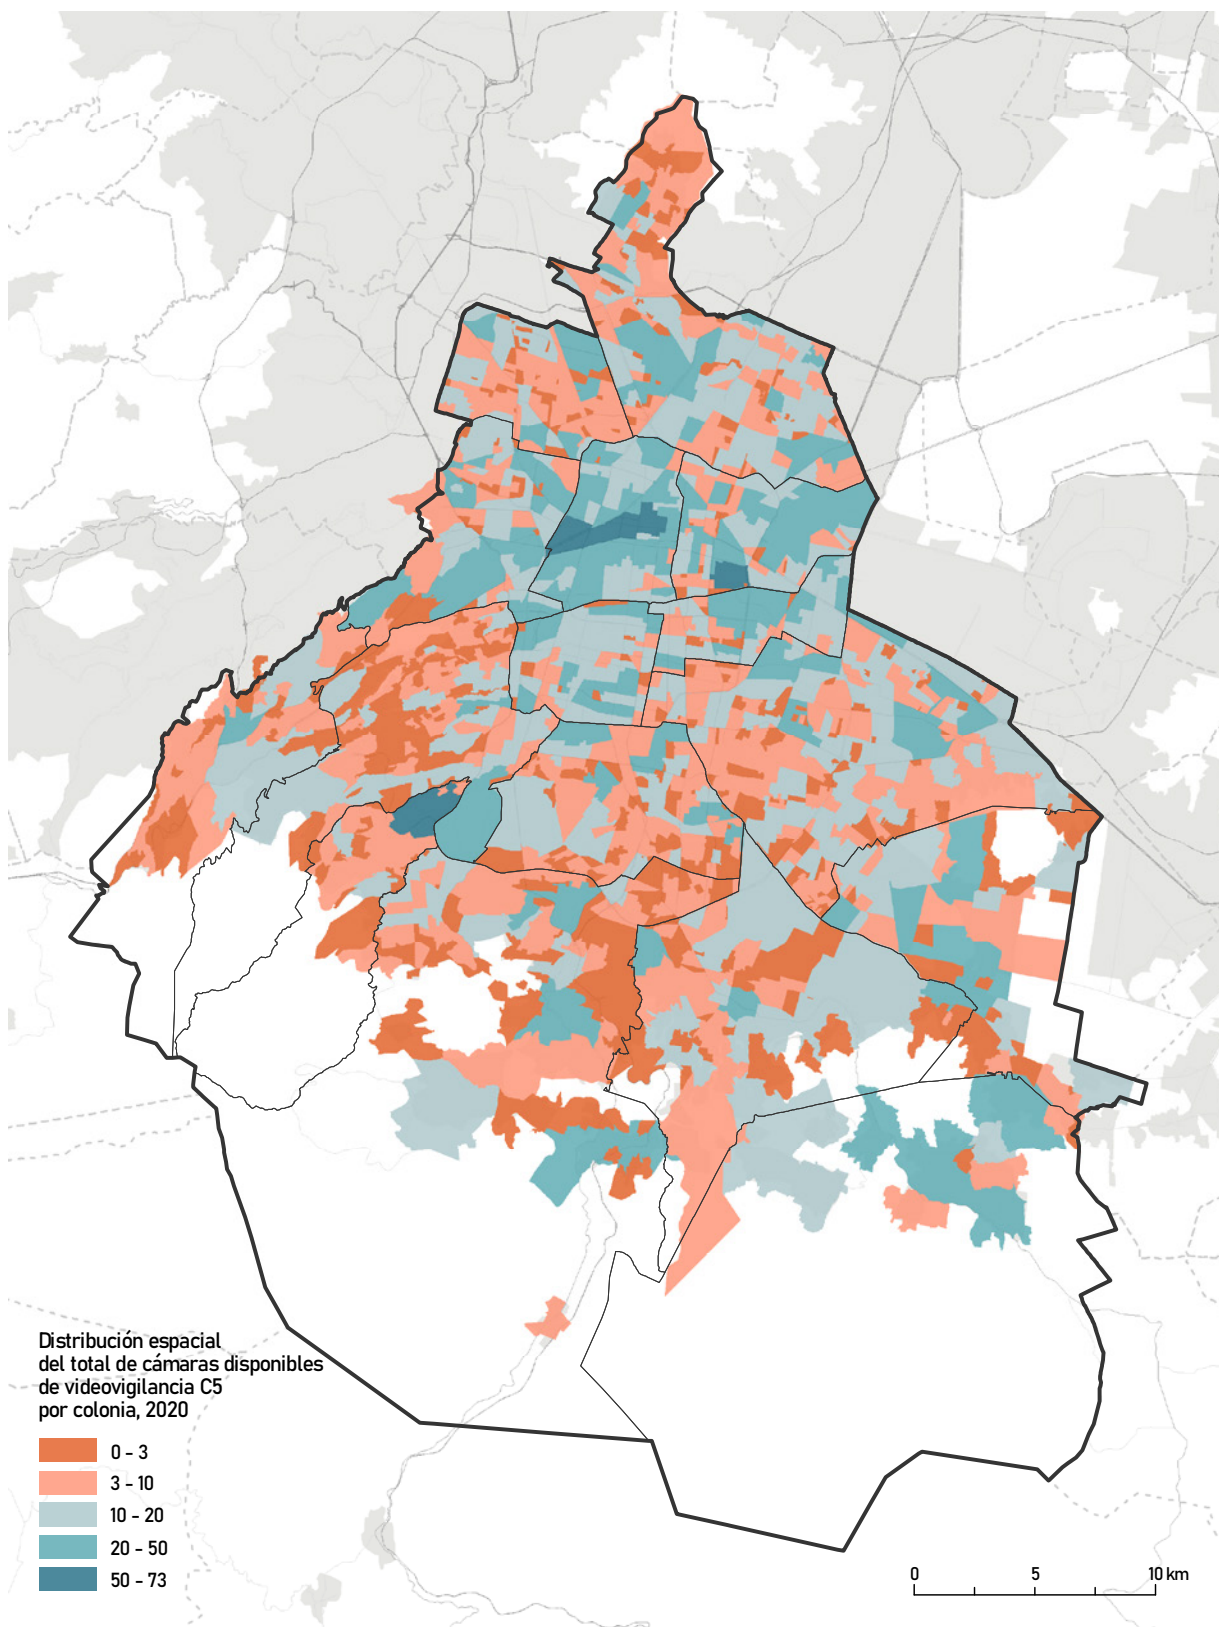 Distribución espacial
del total de cámaras disponibles
de videovigilancia C5
por colonia, 2020
0 - 3
3 - 10
10 - 20
20 - 50
50 - 73
0 5 10 km